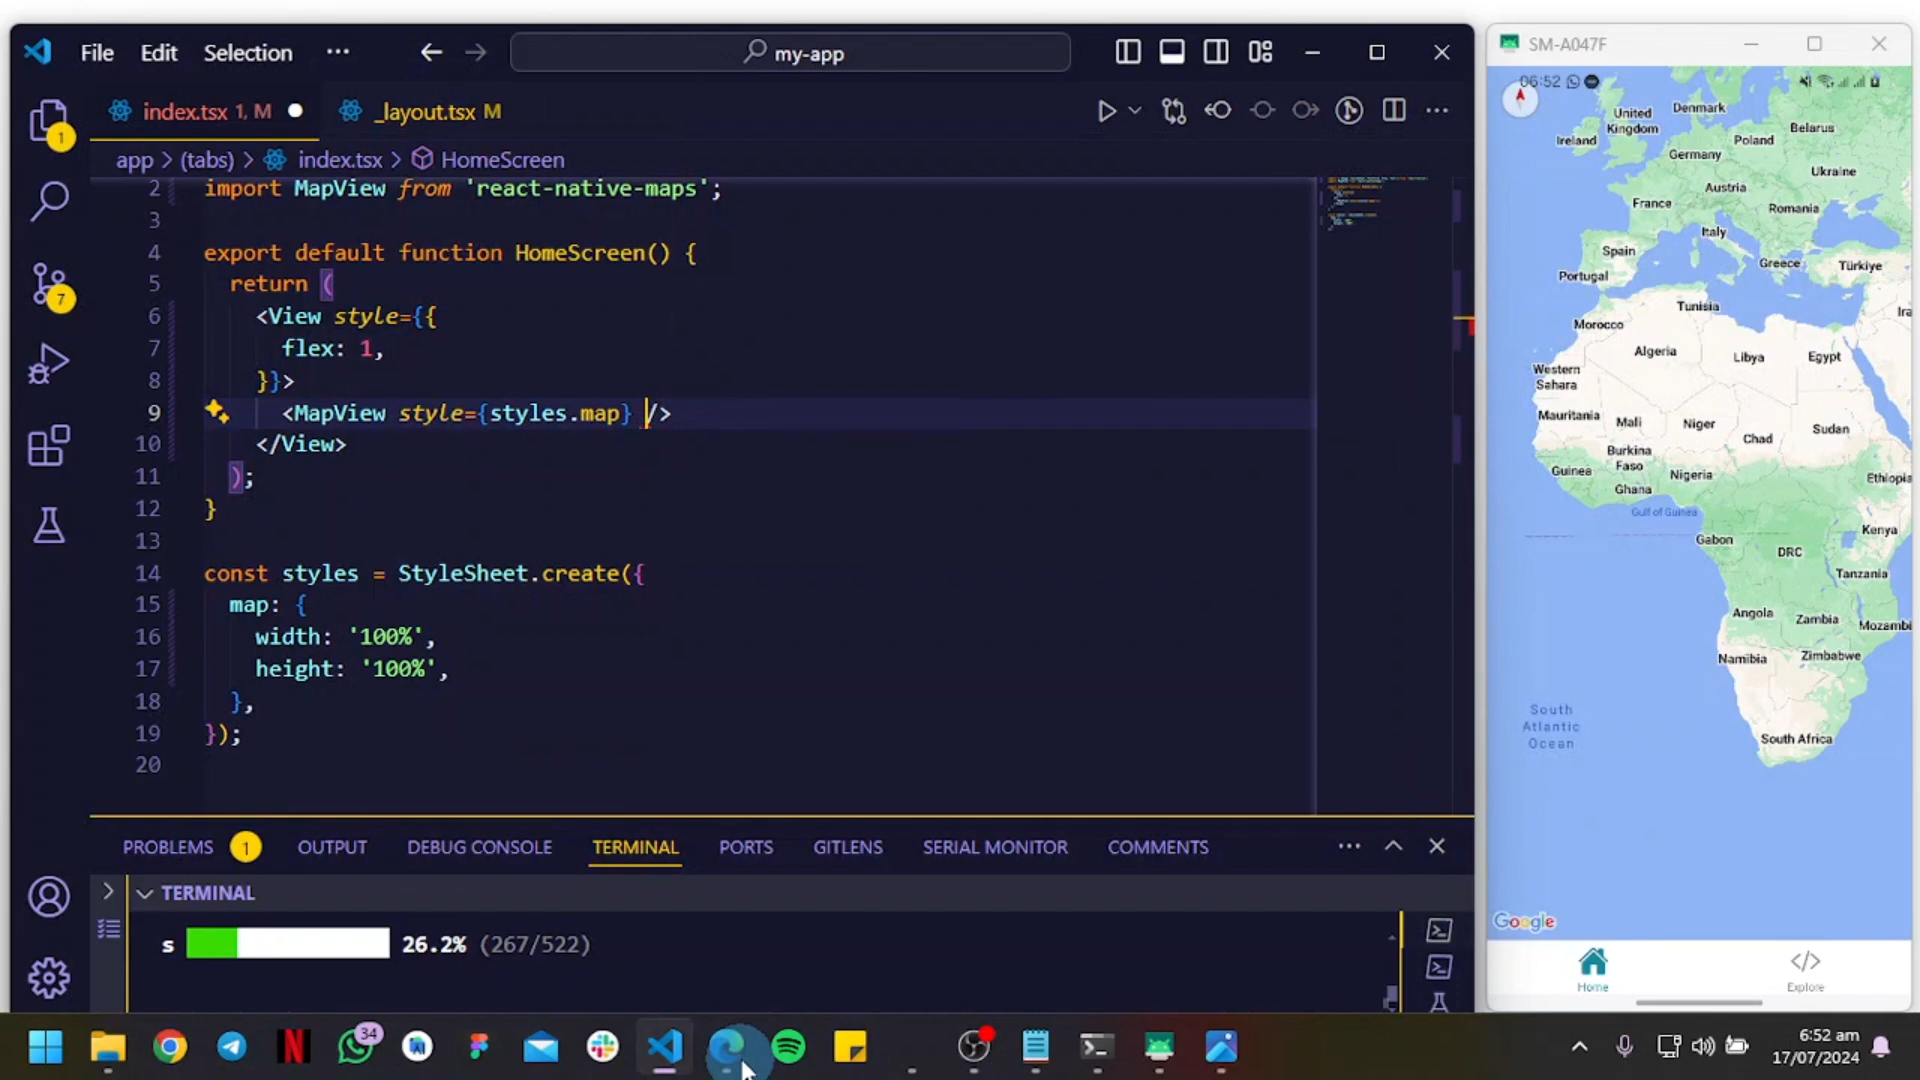 File Edit Selection ··· my-app
index.tsx 1, M _layout.tsx M
app > (tabs) > index.tsx > HomeScreen
2 import MapView from 'react-native-maps';
3
4 export default function HomeScreen() {
5 return (
6 <View style={{
7 flex: 1,
8 }}>
9 <MapView style={styles.map} />
10 </View>
11 );
12 }
13
14 const styles = StyleSheet.create({
15 map: {
16 width: '100%',
17 height: '100%',
18 },
19 });
20
1
7
PROBLEMS 1 OUTPUT DEBUG CONSOLE TERMINAL PORTS GITLENS SERIAL MONITOR COMMENTS
TERMINAL
s 26.2% (267/522)
SM-A047F
06:52
United
Kingdom
Denmark
Ireland
Belarus
Poland
Germany
Ukraine
Austria
France
Romania
Italy
Spain
Portugal
Greece
Türkiye
Tunisia
Morocco
Ira
Algeria
Libya
Egypt
Western
Sahara
Mauritania
Mali
Niger
Chad
Sudan
Burkina
Faso
Guinea
Nigeria
Ethiopia
Ghana
Gulf of Guinea
Gabon
Kenya
DRC
Tanzania
Angola
Zambia
Mozambi
Namibia
Zimbabwe
South
Atlantic
Ocean
South Africa
Google
Home
Explore
34
6:52 am
17/07/2024